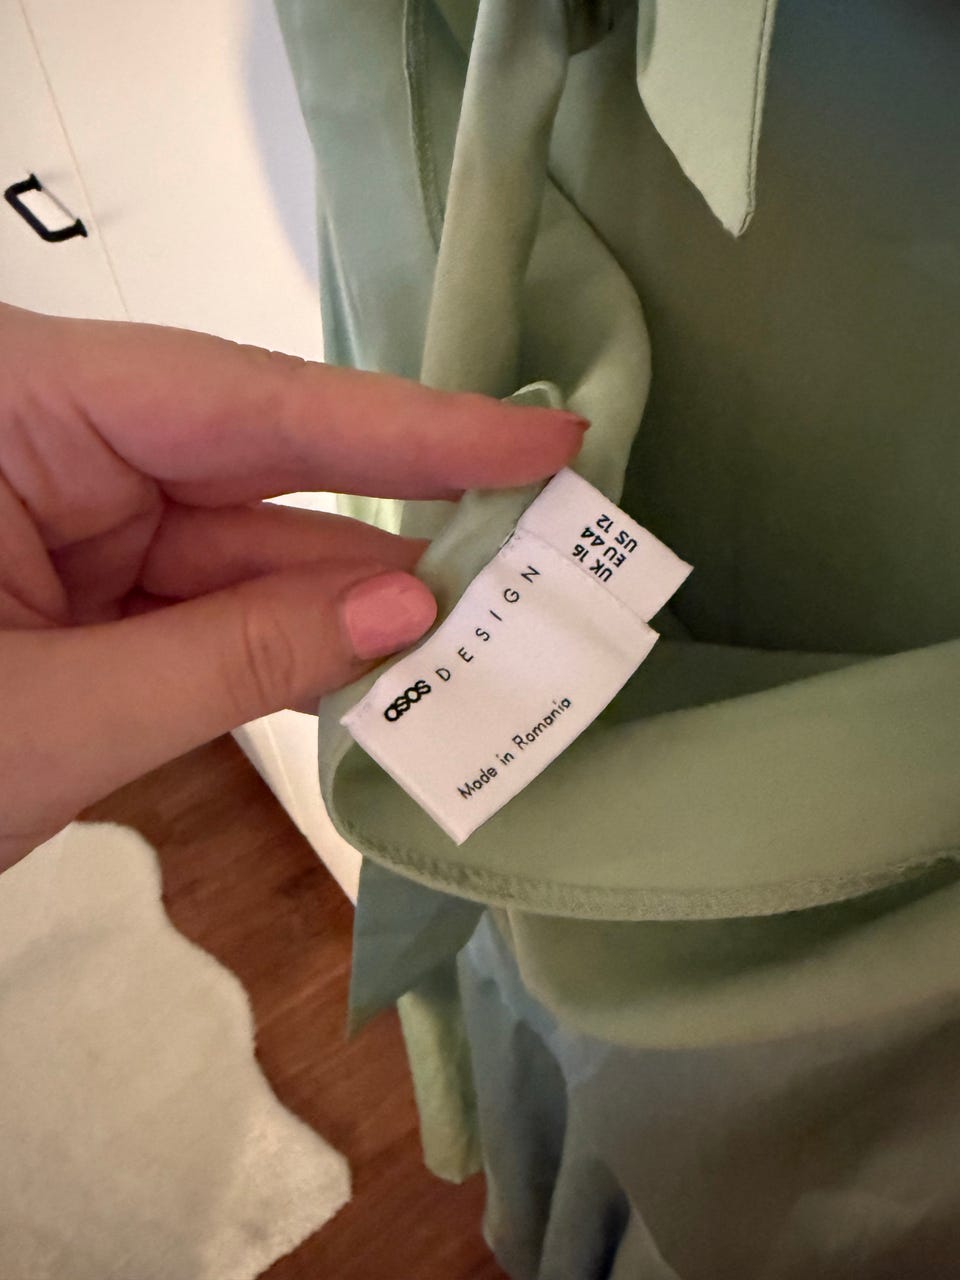 asos DESIGN
Made in Romania
UK 16
EU 44
US 12